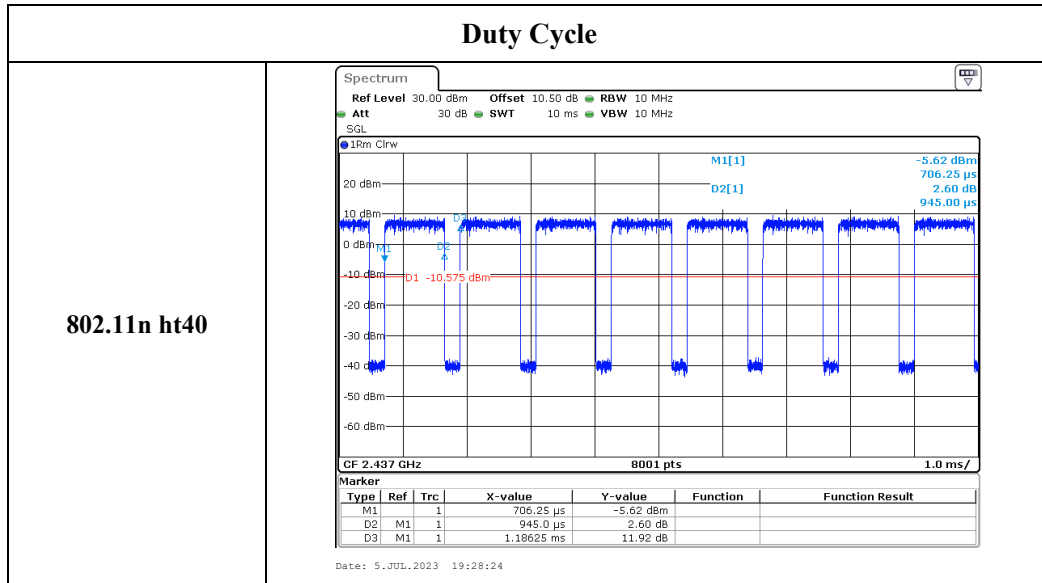 Duty Cycle
802.11n ht40
Spectrum
Ref Level 30.00 dBm Offset 10.50 dB RBW 10 MHz
Att 30 dB SWT 10 ms VBW 10 MHz
SGL
1Rm Clrw
M1[1] -5.62 dBm
706.25 µs
20 dBm
D2[1] 2.60 dB
945.00 µs
10 dBm
D3
0 dBm
M1
D2
-10 dBm
D1 -10.575 dBm
-20 dBm
-30 dBm
-40 dBm
-50 dBm
-60 dBm
CF 2.437 GHz 8001 pts 1.0 ms/
Marker
Type Ref Trc X-value Y-value Function Function Result
M1 1 706.25 µs -5.62 dBm
D2 M1 1 945.0 µs 2.60 dB
D3 M1 1 1.18625 ms 11.92 dB
Date: 5.JUL.2023 19:28:24